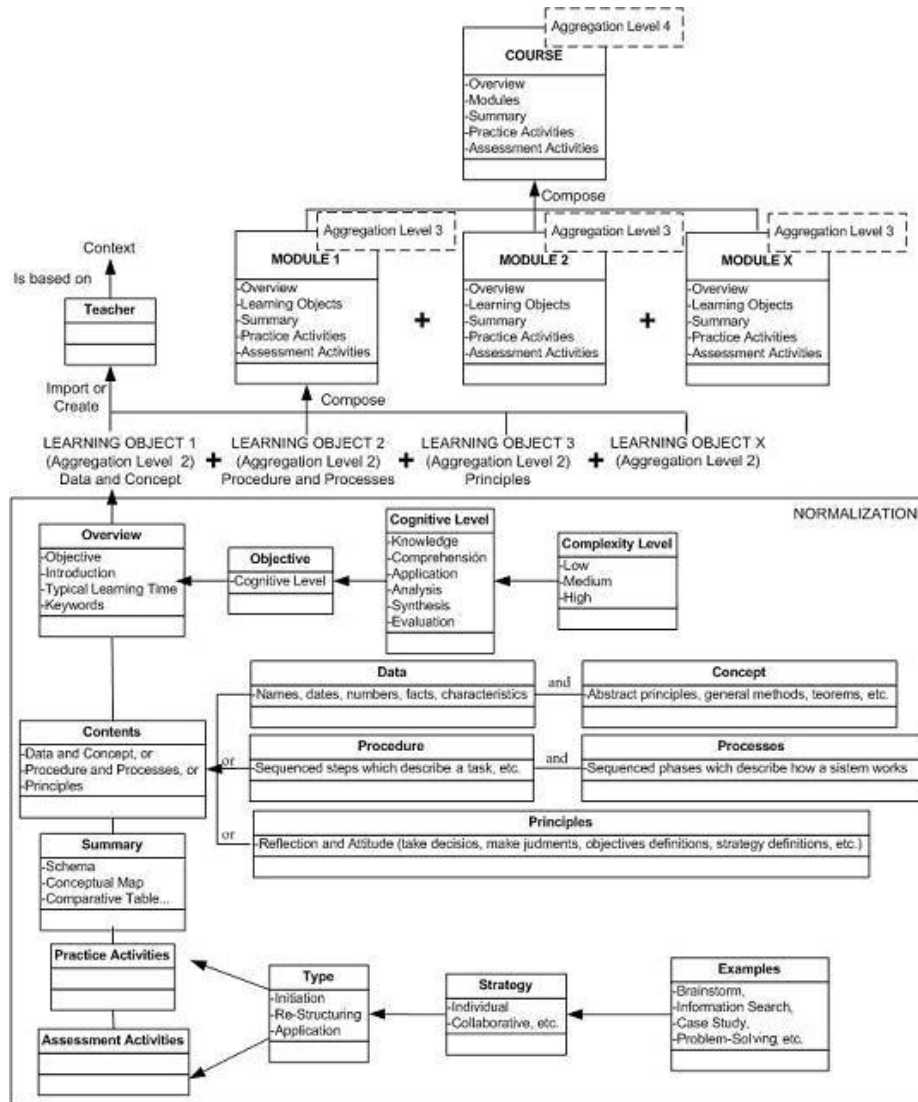 Aggregation Level 4
COURSE
-Overview
-Modules
-Summary
-Practice Activities
-Assessment Activities
Compose
Aggregation Level 3
Aggregation Level 3
Aggregation Level 3
MODULE 1
-Overview
-Learning Objects
-Summary
-Practice Activities
-Assessment Activities
+
MODULE 2
-Overview
-Learning Objects
-Summary
-Practice Activities
-Assessment Activities
+
MODULE X
-Overview
-Learning Objects
-Summary
-Practice Activities
-Assessment Activities
Context
Is based on
Teacher
Import or
Create
Compose
LEARNING OBJECT 1
(Aggregation Level 2)
Data and Concept
+
LEARNING OBJECT 2
(Aggregation Level 2)
Procedure and Processes
+
LEARNING OBJECT 3
(Aggregation Level 2)
Principles
+
LEARNING OBJECT X
(Aggregation Level 2)
NORMALIZATION
Overview
-Objective
-Introduction
-Typical Learning Time
-Keywords
Objective
-Cognitive Level
Cognitive Level
-Knowledge
-Comprehensión
-Application
-Analysis
-Synthesis
-Evaluation
Complexity Level
-Low
-Medium
-High
Contents
-Data and Concept, or
-Procedure and Processes, or
-Principles
Data
-Names, dates, numbers, facts, characteristics
and
Concept
-Abstract principles, general methods, teorems, etc.
or
Procedure
-Sequenced steps which describe a task, etc.
and
Processes
-Sequenced phases wich describe how a sistem works
or
Principles
-Reflection and Attitude (take decisios, make judments, objectives definitions, strategy definitions, etc.)
Summary
-Schema
-Conceptual Map
-Comparative Table...
Practice Activities
Assessment Activities
Type
-Initiation
-Re-Structuring
-Application
Strategy
-Individual
-Collaborative, etc.
Examples
-Brainstorm,
-Information Search,
-Case Study,
-Problem-Solving, etc.